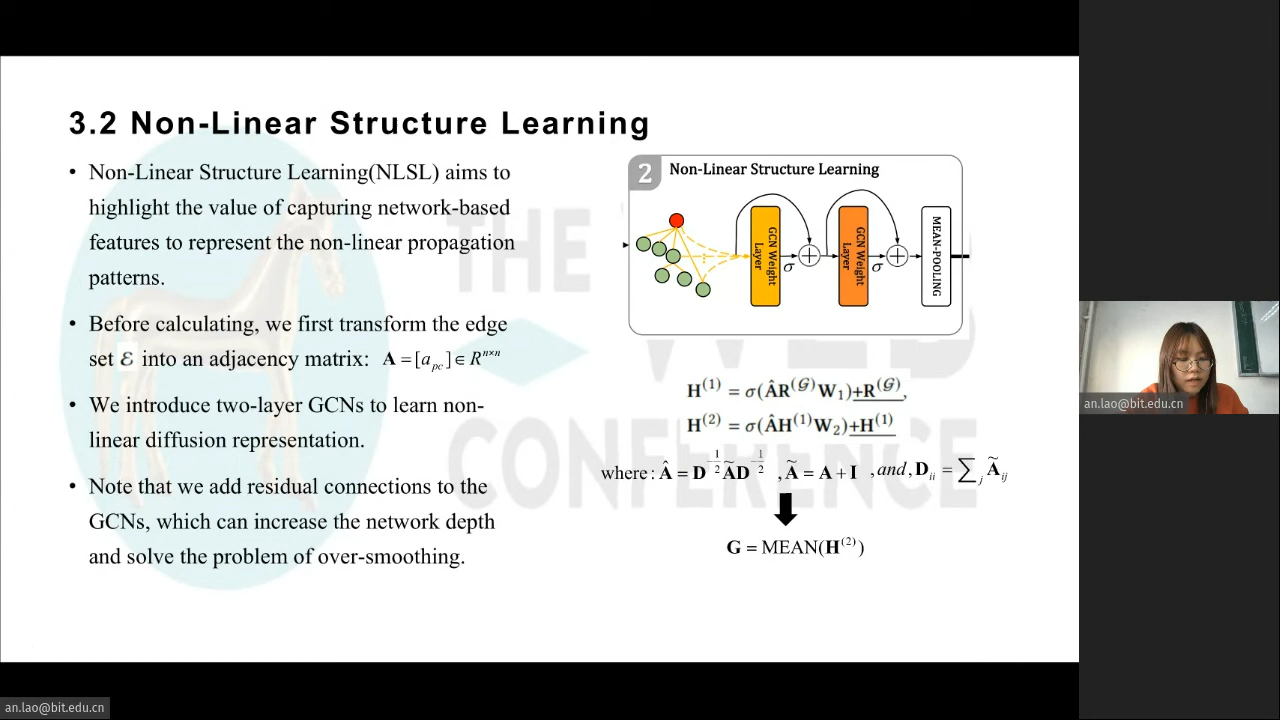 3.2 Non-Linear Structure Learning
• Non-Linear Structure Learning(NLSL) aims to
highlight the value of capturing network-based
features to represent the non-linear propagation
patterns.
• Before calculating, we first transform the edge
set ℰ into an adjacency matrix: A = [a_pc] ∈ R^{n×n}
• We introduce two-layer GCNs to learn non-
linear diffusion representation.
• Note that we add residual connections to the
GCNs, which can increase the network depth
and solve the problem of over-smoothing.
2 Non-Linear Structure Learning
GCN Weight
Layer
σ
GCN Weight
Layer
σ
MEAN-POOLING
H^(1) = σ(ÂR^(𝒢)W₁)+R^(𝒢),
H^(2) = σ(ÂH^(1)W₂)+H^(1)
where : Â = D^{-1/2}ÃD^{-1/2} , Ã = A + I , and, D_ii = ∑_j Ã_ij
G = MEAN(H^(2))
THE WEB
CONFERENCE
an.lao@bit.edu.cn
an.lao@bit.edu.cn